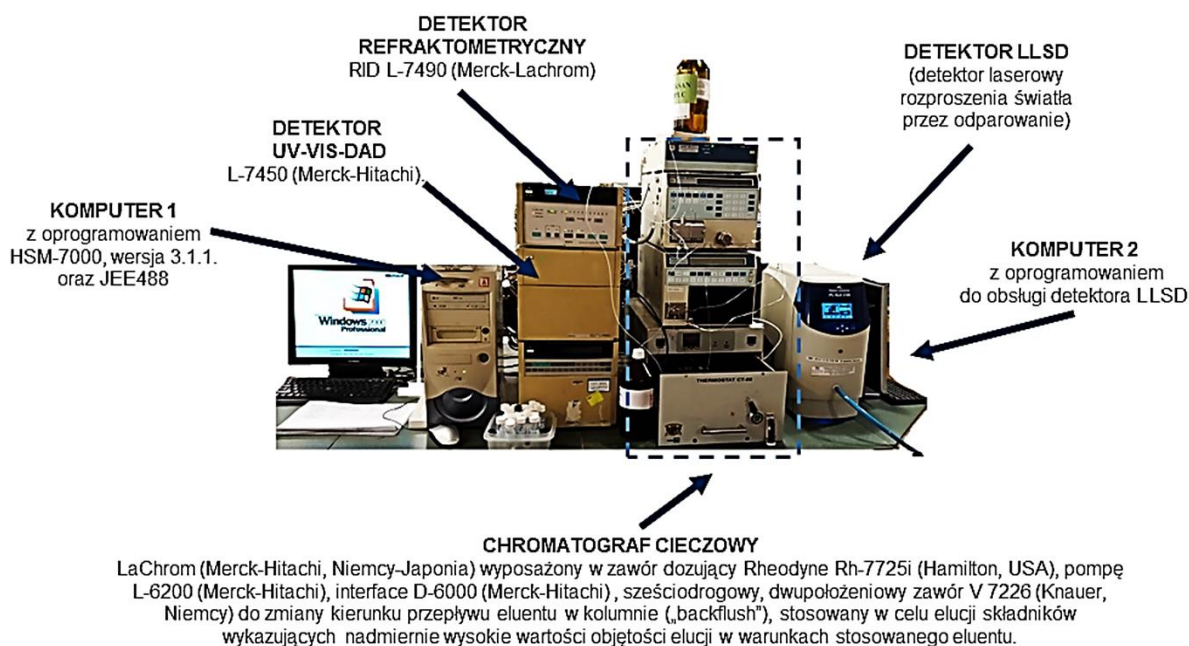 DETEKTOR
REFRAKTOMETRYCZNY
RID L-7490 (Merck-Lachrom)
DETEKTOR LLSD
(detektor laserowy
rozproszenia światła
przez odparowanie)
DETEKTOR
UV-VIS-DAD
L-7450 (Merck-Hitachi).
KOMPUTER 1
z oprogramowaniem
HSM-7000, wersja 3.1.1.
oraz JEE488
KOMPUTER 2
z oprogramowaniem
do obsługi detektora LLSD
Windows
Professional
THERMOSTAT
CHROMATOGRAF CIECZOWY
LaChrom (Merck-Hitachi, Niemcy-Japonia) wyposażony w zawór dozujący Rheodyne Rh-7725i (Hamilton, USA), pompę
L-6200 (Merck-Hitachi), interface D-6000 (Merck-Hitachi) , sześciodrogowy, dwupołożeniowy zawór V 7226 (Knauer,
Niemcy) do zmiany kierunku przepływu eluentu w kolumnie („backflush”), stosowany w celu elucji składników
wykazujących nadmiernie wysokie wartości objętości elucji w warunkach stosowanego eluentu.